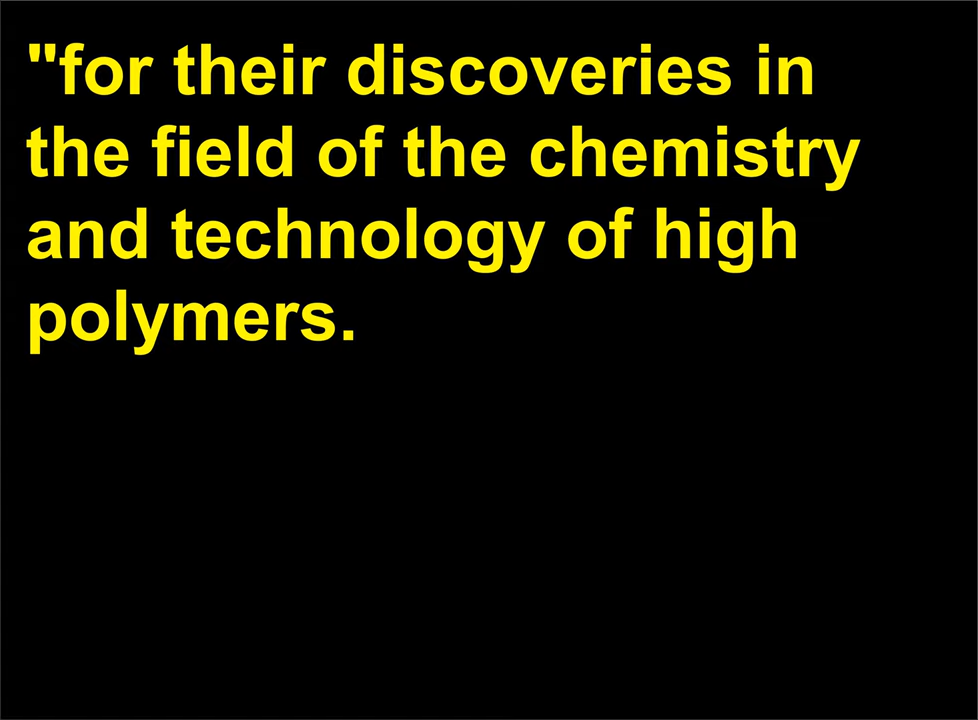 "for their discoveries in
the field of the chemistry
and technology of high
polymers.